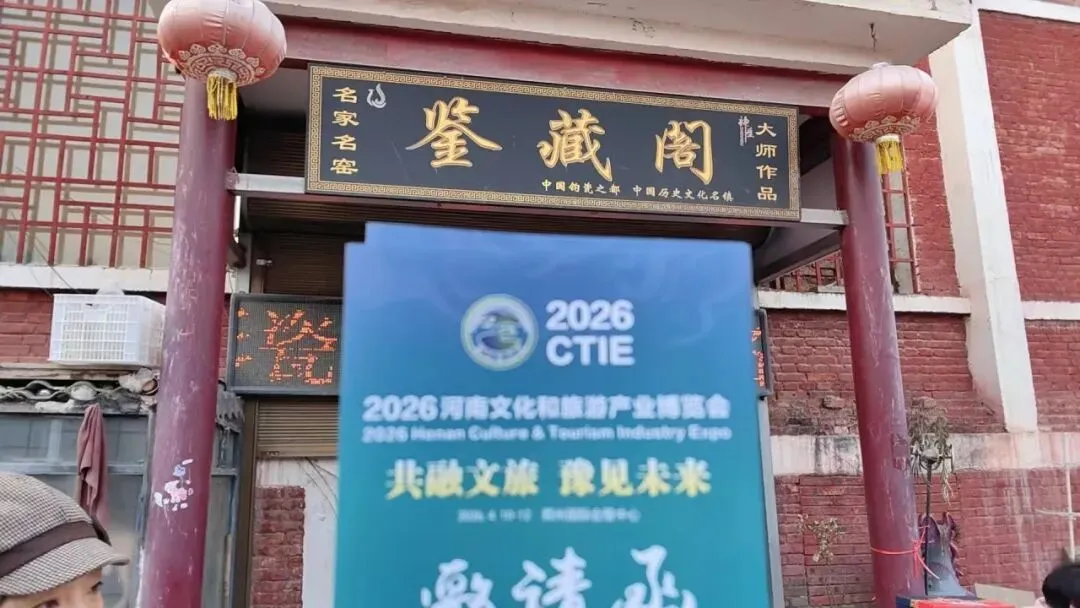 名家名窑
鉴藏阁
大师作品
中国钧瓷之都 中国历史文化名镇
2026
CTIE
2026河南文化和旅游产业博览会
2026 Henan Culture & Tourism Industry Expo
共融文旅 豫见未来
邀请函